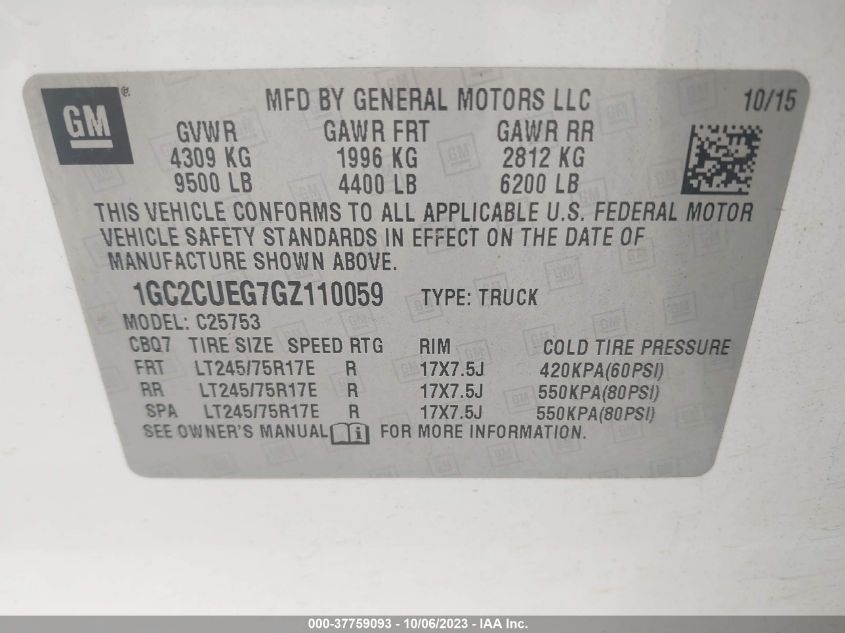 GM ® MFD BY GENERAL MOTORS LLC 10/15
GVWR GAWR FRT GAWR RR
4309 KG 1996 KG 2812 KG
9500 LB 4400 LB 6200 LB
THIS VEHICLE CONFORMS TO ALL APPLICABLE U.S. FEDERAL MOTOR
VEHICLE SAFETY STANDARDS IN EFFECT ON THE DATE OF
MANUFACTURE SHOWN ABOVE.
1GC2CUEG7GZ110059 TYPE: TRUCK
MODEL: C25753
CBQ7 TIRE SIZE SPEED RTG RIM COLD TIRE PRESSURE
FRT LT245/75R17E R 17X7.5J 420KPA(60PSI)
RR LT245/75R17E R 17X7.5J 550KPA(80PSI)
SPA LT245/75R17E R 17X7.5J 550KPA(80PSI)
SEE OWNER'S MANUAL FOR MORE INFORMATION.
000-37759093 - 10/06/2023 - IAA Inc.